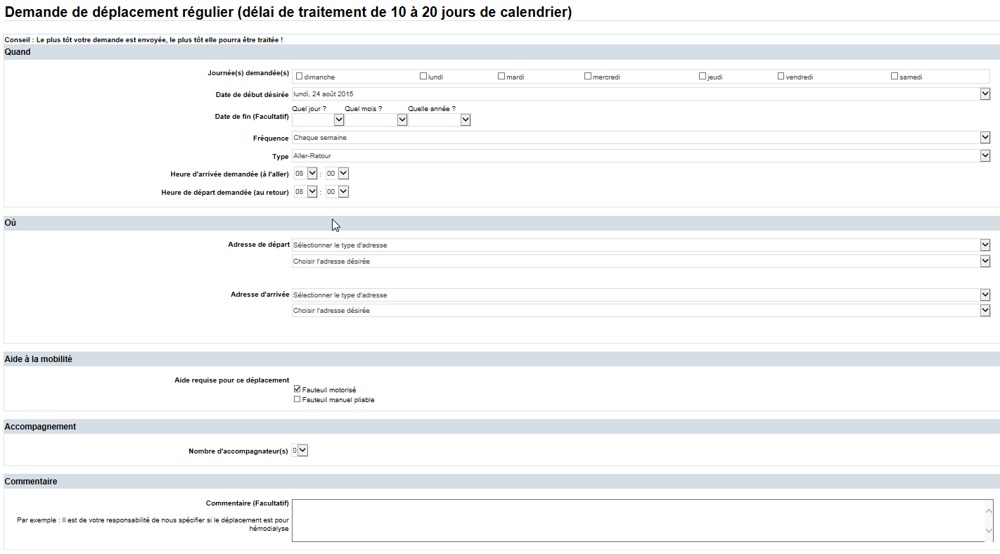 Demande de déplacement régulier (délai de traitement de 10 à 20 jours de calendrier)
Conseil : Le plus tôt votre demande est envoyée, le plus tôt elle pourra être traitée !
Quand
Journée(s) demandée(s) dimanche lundi mardi mercredi jeudi vendredi samedi
Date de début désirée lundi, 24 août 2015
Quel jour ? Quel mois ? Quelle année ?
Date de fin (Facultatif)
Fréquence Chaque semaine
Type Aller-Retour
Heure d'arrivée demandée (à l'aller) 08 : 00
Heure de départ demandée (au retour) 08 : 00
Où
Adresse de départ Sélectionner le type d'adresse
Choisir l'adresse désirée
Adresse d'arrivée Sélectionner le type d'adresse
Choisir l'adresse désirée
Aide à la mobilité
Aide requise pour ce déplacement
Fauteuil motorisé
Fauteuil manuel pliable
Accompagnement
Nombre d'accompagnateur(s) 0
Commentaire
Commentaire (Facultatif)
Par exemple : Il est de votre responsabilité de nous spécifier si le déplacement est pour
hémodialyse